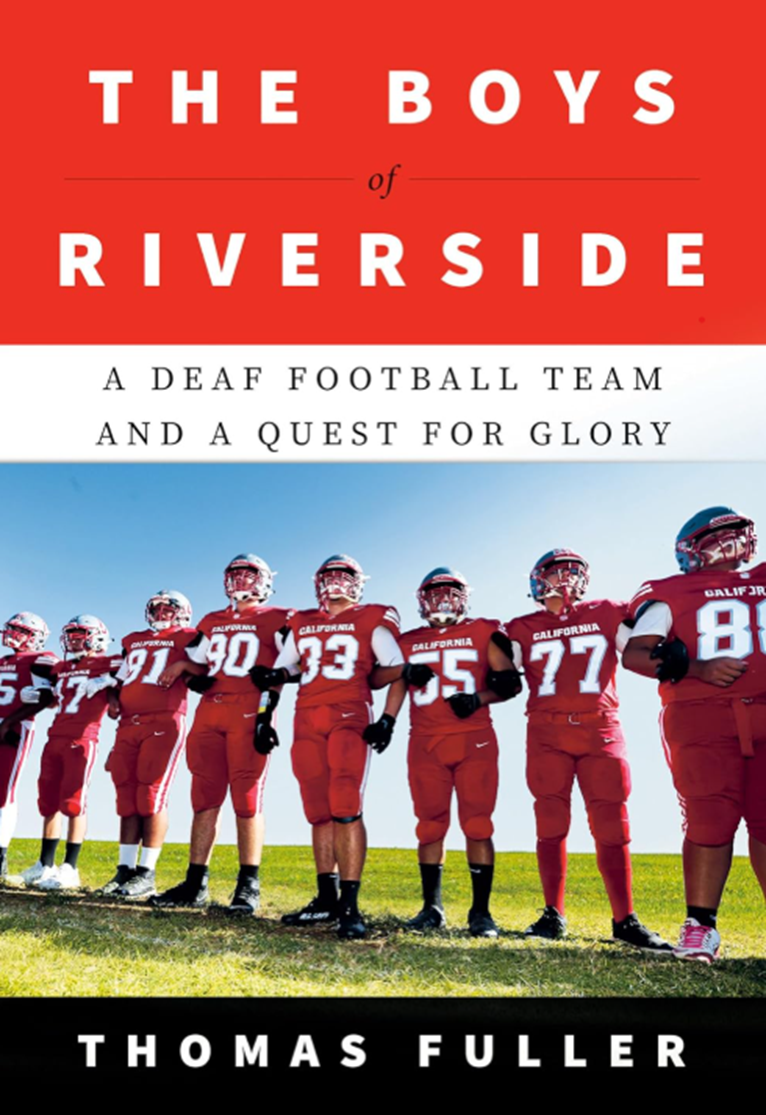 THE BOYS
of
RIVERSIDE
A DEAF FOOTBALL TEAM
AND A QUEST FOR GLORY
CALIFORNIA
91
CALIFORNIA
90
CALIFORNIA
33
CALIFORNIA
55
CALIFORNIA
77
THOMAS FULLER